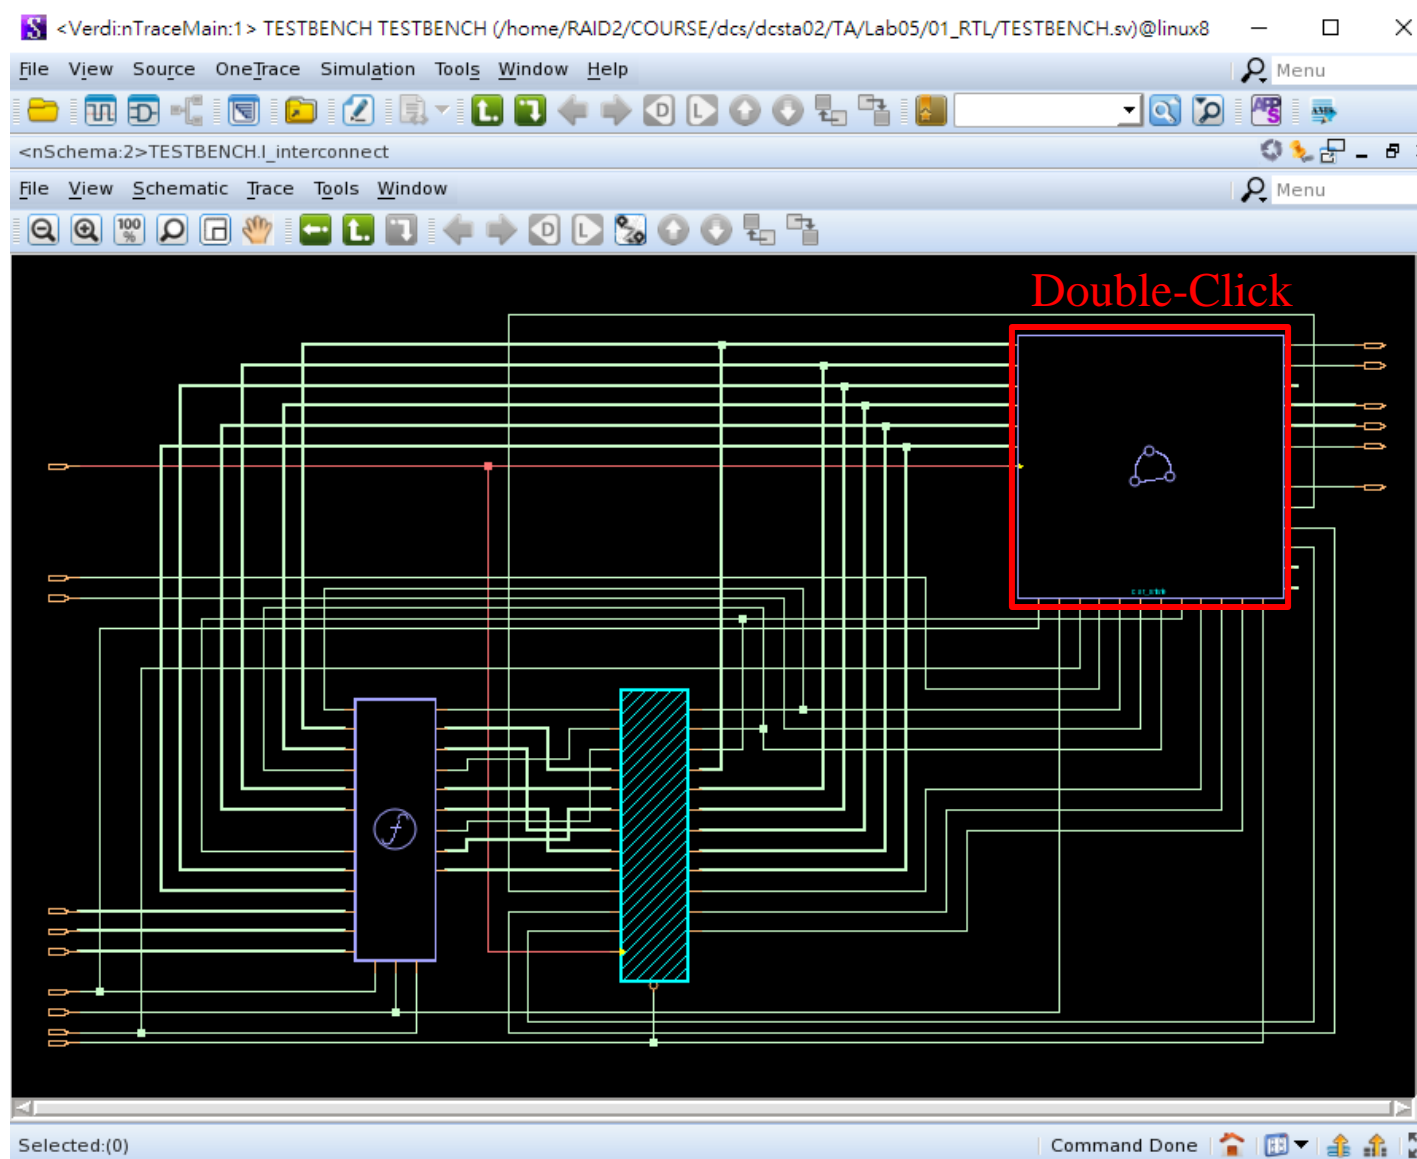 <Verdi:nTraceMain:1> TESTBENCH TESTBENCH (/home/RAID2/COURSE/dcs/dcsta02/TA/Lab05/01_RTL/TESTBENCH.sv)@linux8
File View Source OneTrace Simulation Tools Window Help
Menu
D L
APP S
<nSchema:2>TESTBENCH.I_interconnect
File View Schematic Trace Tools Window
Menu
100 %
D L
Double-Click
f
Selected:(0)
Command Done